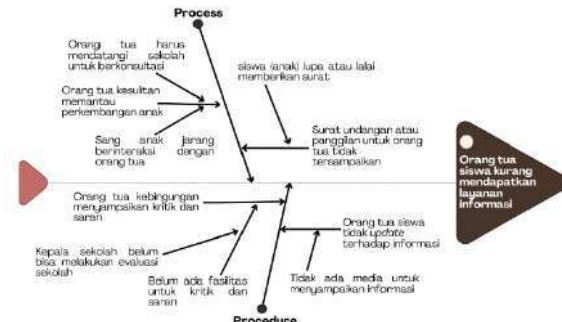 Process
Orang tua harus
mendatangi sekolah
untuk berkonsultasi
siswa (anak) lupa atau lalai
memberikan surat
Orang tua kesulitan
memantau
perkembangan anak
Sang anak jarang
berinteraksi dengan
orang tua
Surat undangan atau
panggilan untuk orang
tua tidak
tersampaikan
Orang tua
siswa kurang
mendapatkan
layanan
informasi
Orang tua kebingungan
menyampaikan kritik dan
saran
Orang tua siswa
tidak update
terhadap informasi
Kepala sekolah belum
bisa melakukan evaluasi
sekolah
Belum ada fasilitas
untuk kritik dan
saran
Tidak ada media untuk
menyampaikan informasi
Procedure